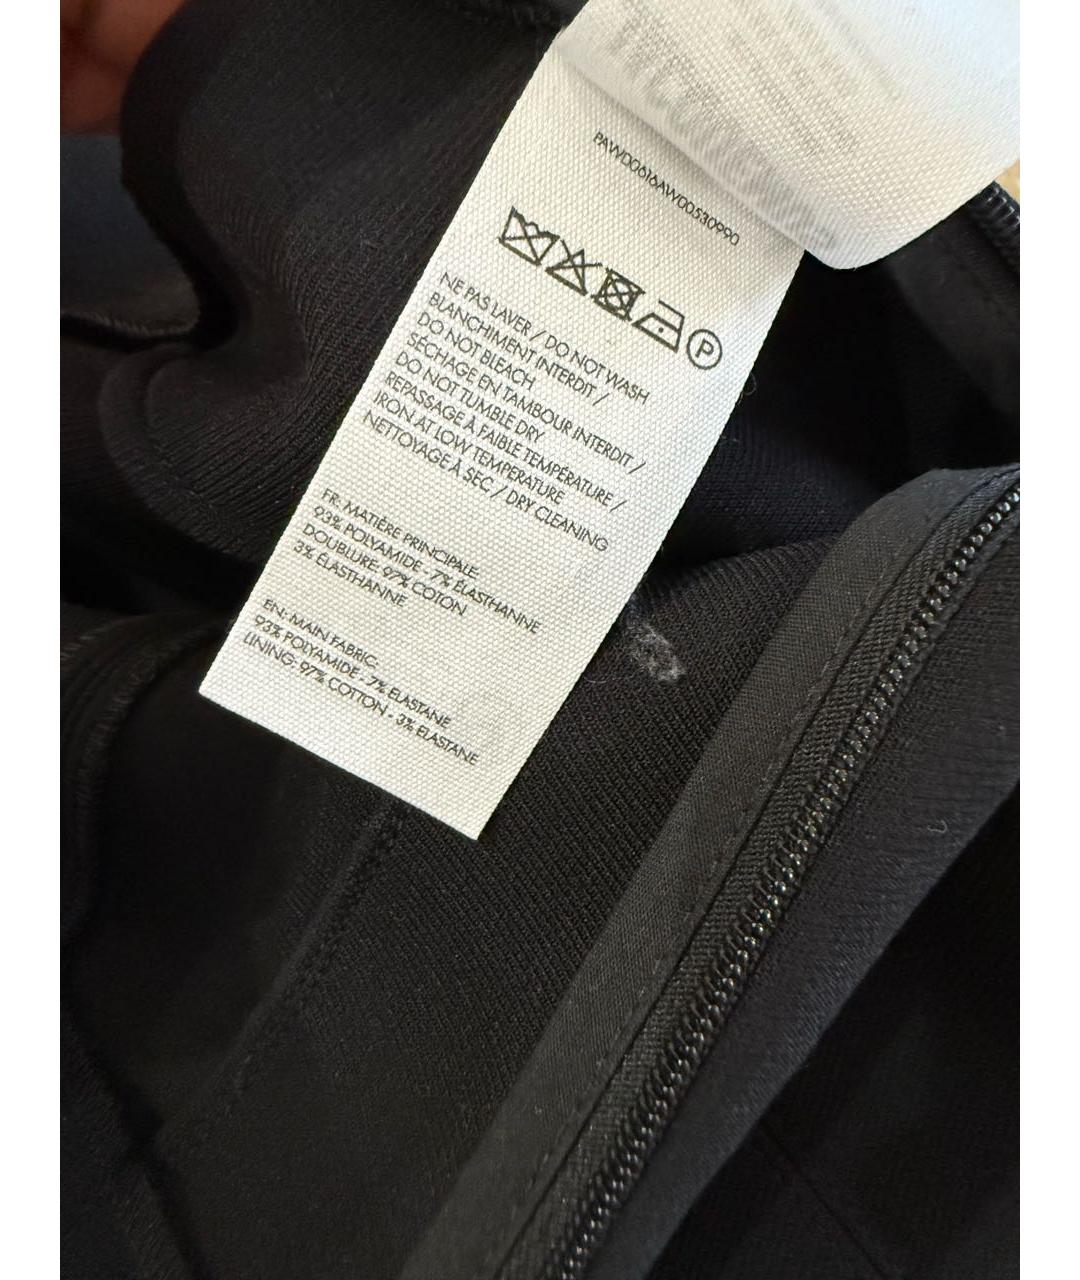 PAWD0616AWD0530990
P
NE PAS LAVER / DO NOT WASH
BLANCHIMENT INTERDIT /
DO NOT BLEACH
SÉCHAGE EN TAMBOUR INTERDIT /
DO NOT TUMBLE DRY
REPASSAGE À FAIBLE TEMPÉRATURE /
IRON AT LOW TEMPERATURE
NETTOYAGE À SEC / DRY CLEANING
FR: MATIÈRE PRINCIPALE:
93% POLYAMIDE - 7% ÉLASTHANNE
DOUBLURE: 97% COTON
3% ÉLASTHANNE
EN: MAIN FABRIC:
93% POLYAMIDE - 7% ELASTANE
LINING: 97% COTTON - 3% ELASTANE